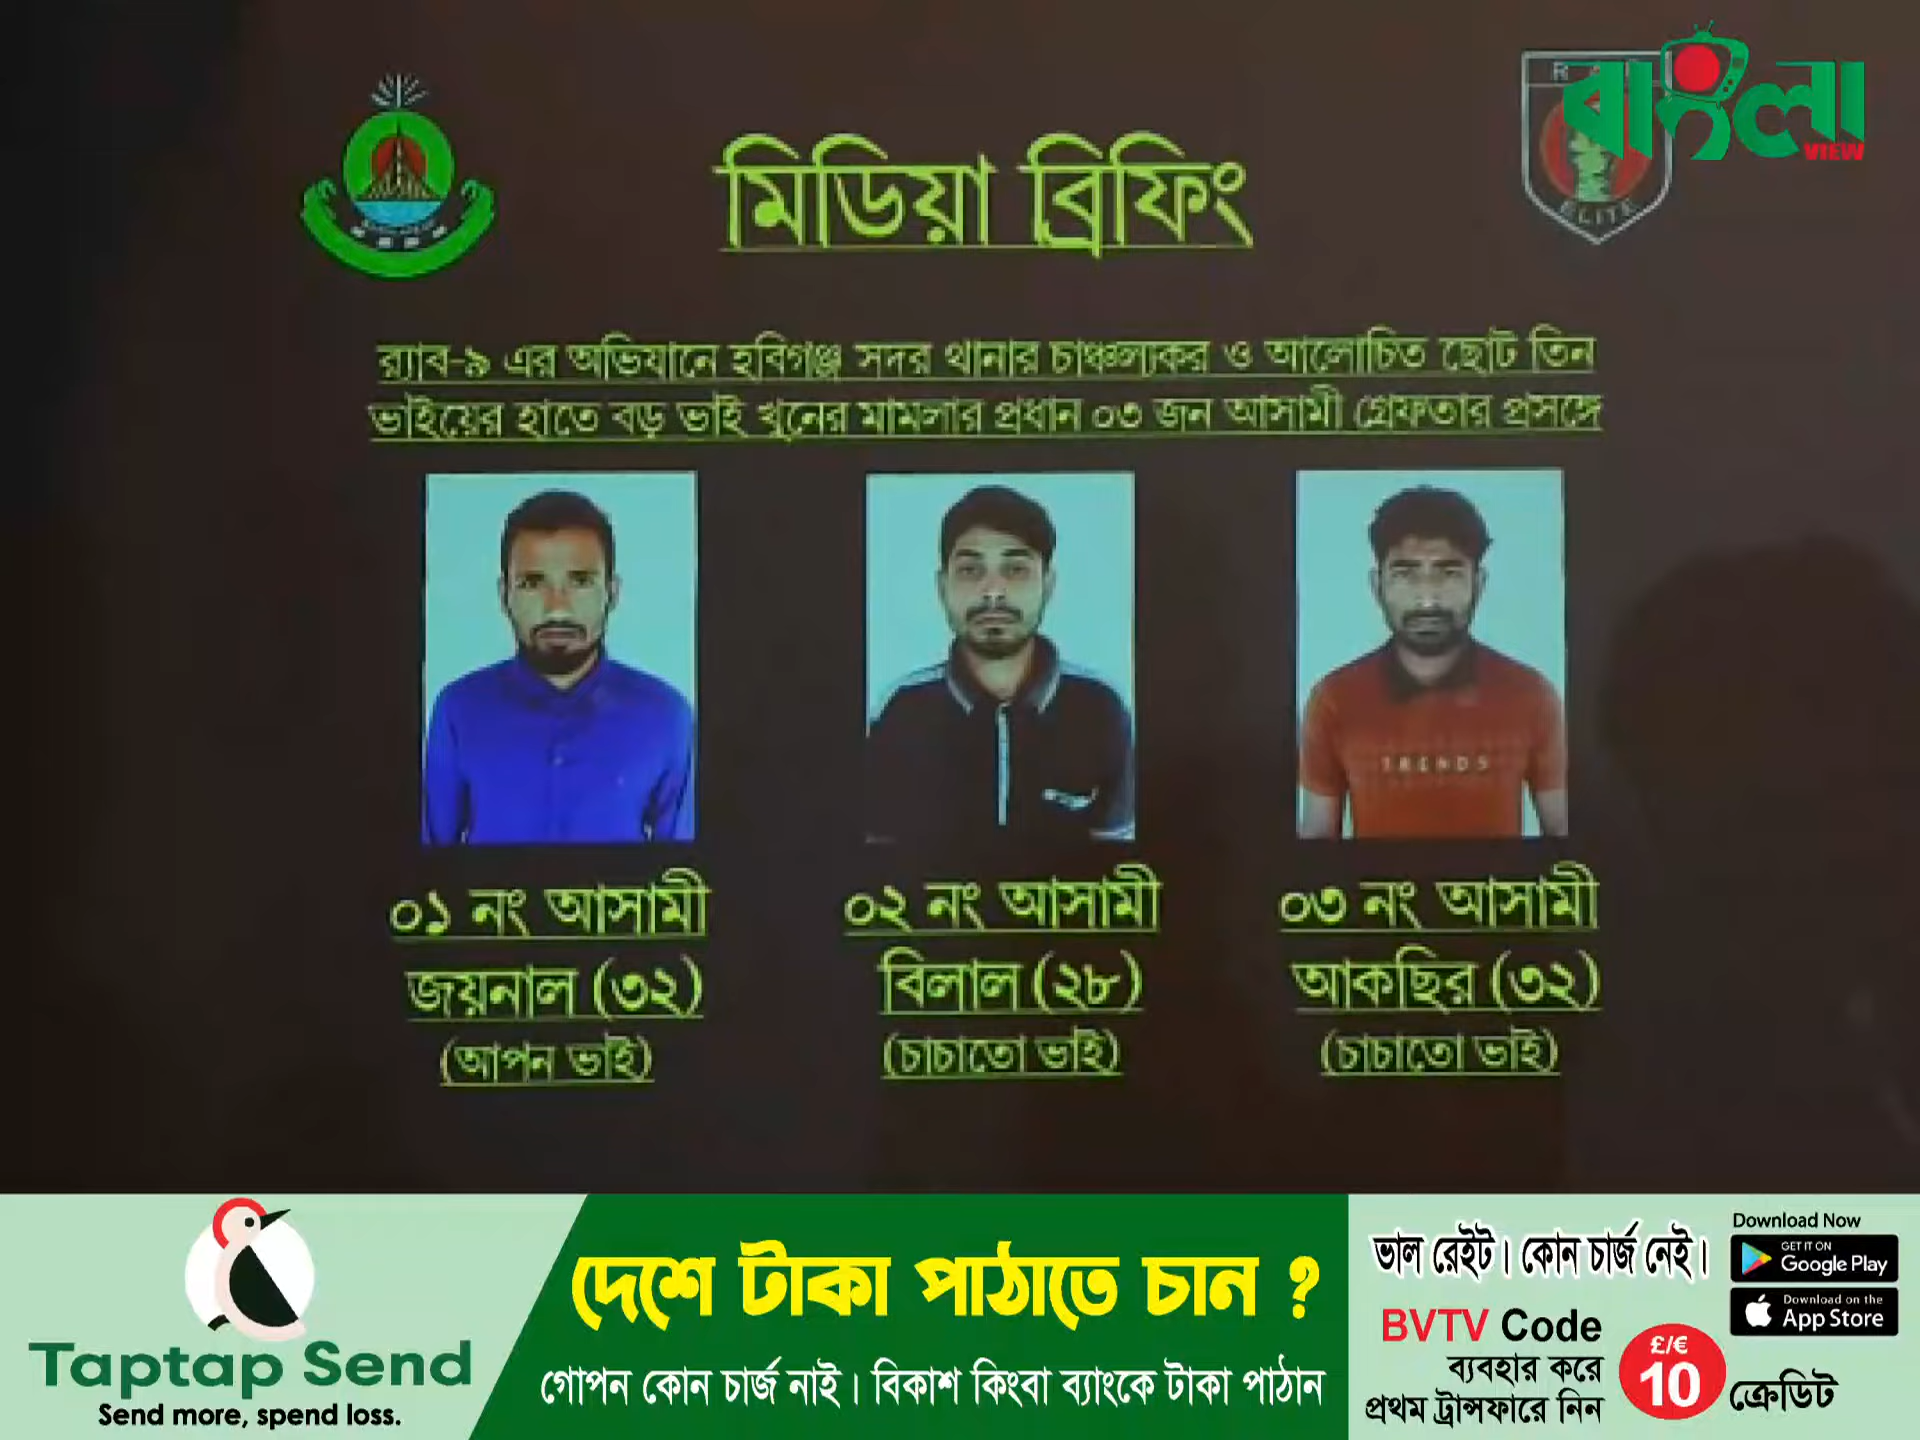 বাংলা
VIEW
ELITE
মিডিয়া ব্রিফিং
র‍্যাব-৯ এর অভিযানে হবিগঞ্জ সদর থানার চাঞ্চল্যকর ও আলোচিত ছোট তিন
ভাইয়ের হাতে বড় ভাই খুনের মামলার প্রধান ০৩ জন আসামী গ্রেফতার প্রসঙ্গে
TRENDS
০১ নং আসামী
জয়নাল (৩২)
(আপন ভাই)
০২ নং আসামী
বিলাল (২৮)
(চাচাতো ভাই)
০৩ নং আসামী
আকছির (৩২)
(চাচাতো ভাই)
Taptap Send
Send more, spend loss.
দেশে টাকা পাঠাতে চান ?
গোপন কোন চার্জ নাই। বিকাশ কিংবা ব্যাংকে টাকা পাঠান
ভাল রেইট। কোন চার্জ নেই।
BVTV Code
ব্যবহার করে
প্রথম ট্রান্সফারে নিন
£/€
10
ক্রেডিট
Download Now
GET IT ON
Google Play
Download on the
App Store